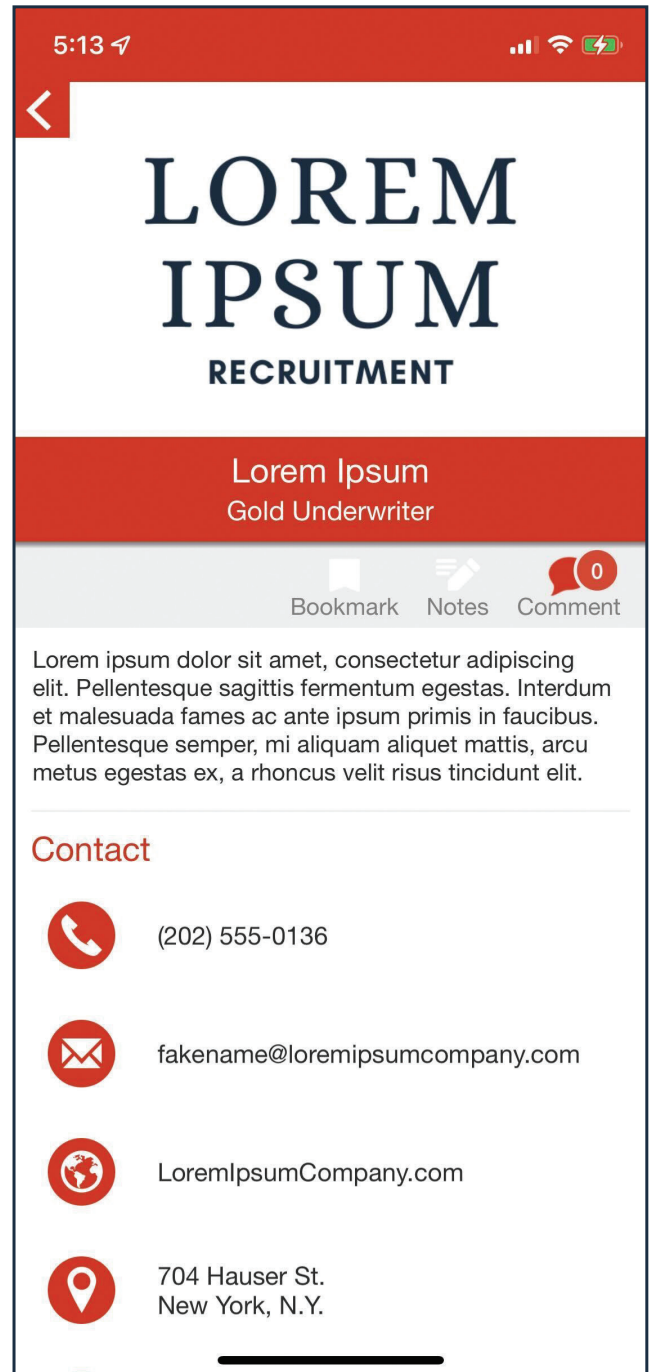 5:13
LOREM
IPSUM
RECRUITMENT
Lorem Ipsum
Gold Underwriter
0
Bookmark Notes Comment
Lorem ipsum dolor sit amet, consectetur adipiscing
elit. Pellentesque sagittis fermentum egestas. Interdum
et malesuada fames ac ante ipsum primis in faucibus.
Pellentesque semper, mi aliquam aliquet mattis, arcu
metus egestas ex, a rhoncus velit risus tincidunt elit.
Contact
(202) 555-0136
fakename@loremipsumcompany.com
LoremIpsumCompany.com
704 Hauser St.
New York, N.Y.